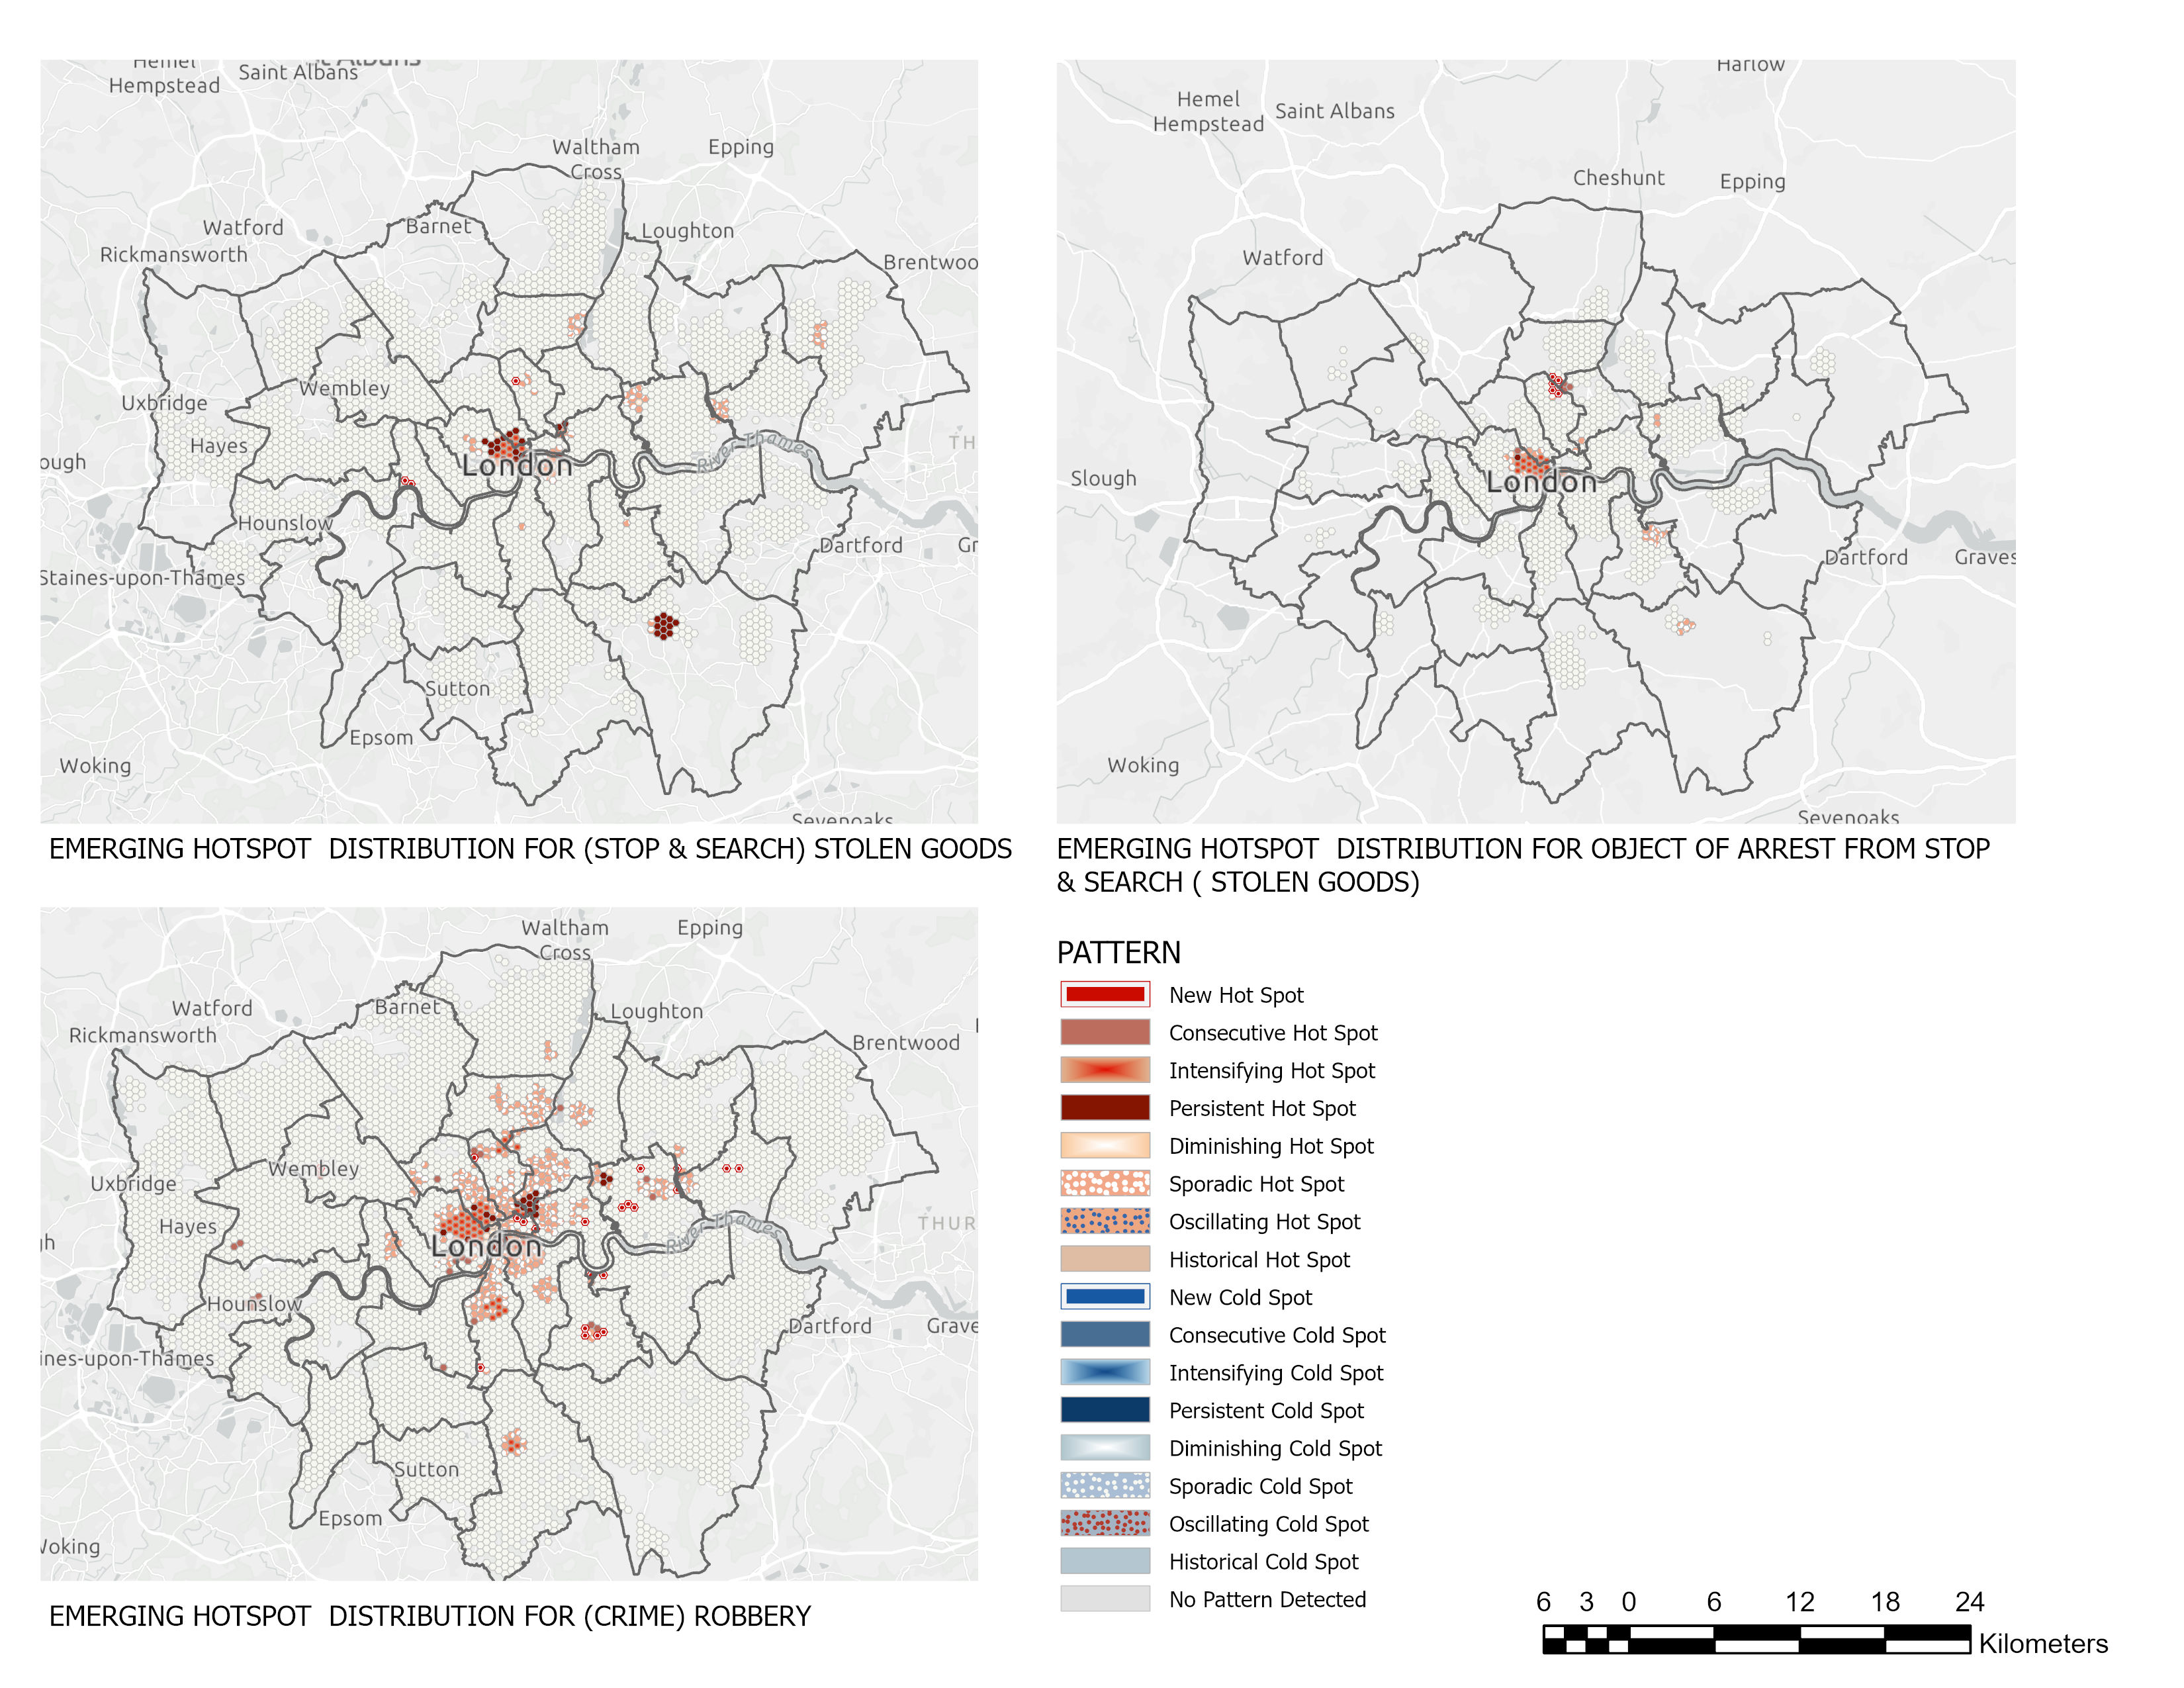 Hemel
Hempstead
Saint Albans
Waltham
Cross
Epping
Watford
Barnet
Loughton
Rickmansworth
Brentwoo
Wembley
Uxbridge
Hayes
TH
ough
London
River Thames
Hounslow
Dartford
Gr
Staines-upon-Thames
Sutton
Epsom
Woking
Sevenoaks
EMERGING HOTSPOT DISTRIBUTION FOR (STOP & SEARCH) STOLEN GOODS
Harlow
Hemel
Hempstead
Saint Albans
Cheshunt
Epping
Watford
Slough
London
Dartford
Graves
Woking
Sevenoaks
EMERGING HOTSPOT DISTRIBUTION FOR OBJECT OF ARREST FROM STOP
& SEARCH ( STOLEN GOODS)
Waltham
Cross
Epping
Watford
Barnet
Loughton
Rickmansworth
Brentwood
Wembley
Uxbridge
Hayes
THUR
gh
London
River Thames
Hounslow
Dartford
Grave
ines-upon-Thames
Sutton
Epsom
Woking
EMERGING HOTSPOT DISTRIBUTION FOR (CRIME) ROBBERY
PATTERN
New Hot Spot
Consecutive Hot Spot
Intensifying Hot Spot
Persistent Hot Spot
Diminishing Hot Spot
Sporadic Hot Spot
Oscillating Hot Spot
Historical Hot Spot
New Cold Spot
Consecutive Cold Spot
Intensifying Cold Spot
Persistent Cold Spot
Diminishing Cold Spot
Sporadic Cold Spot
Oscillating Cold Spot
Historical Cold Spot
No Pattern Detected
6 3 0 6 12 18 24
Kilometers